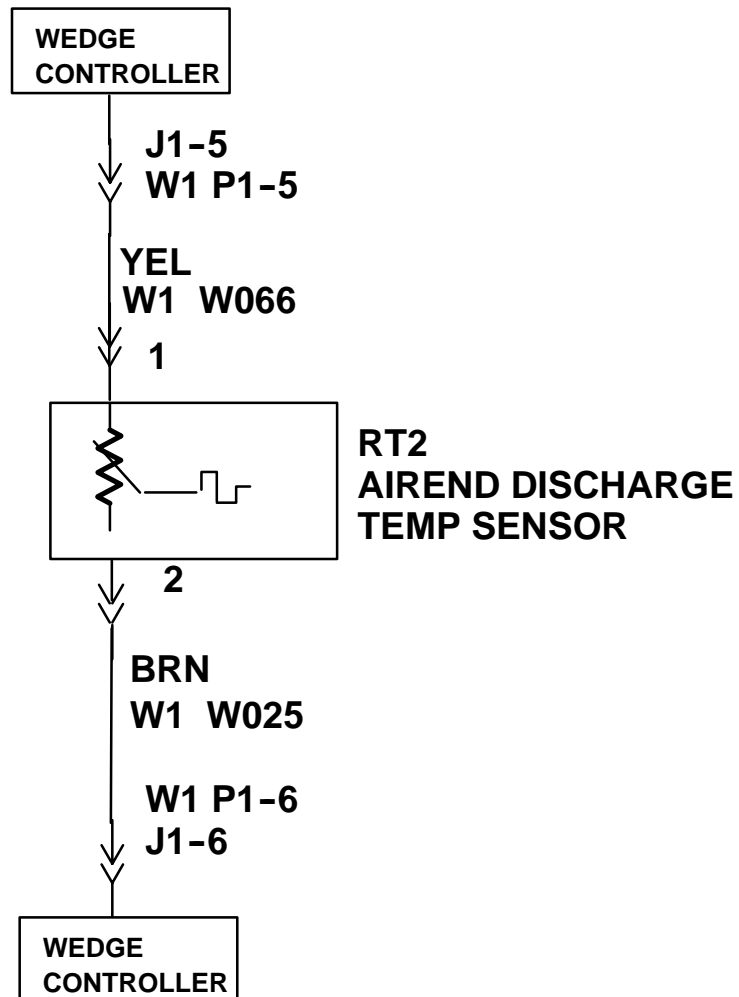 WEDGE
CONTROLLER
J1-5
W1 P1-5
YEL
W1 W066
1
RT2
AIREND DISCHARGE
TEMP SENSOR
2
BRN
W1 W025
W1 P1-6
J1-6
WEDGE
CONTROLLER